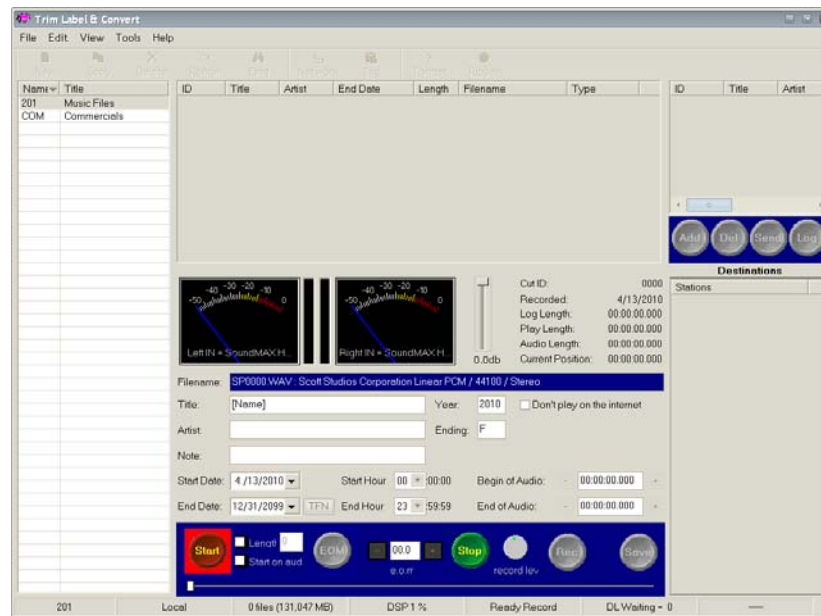 Trim Label & Convert
File Edit View Tools Help
Name Title
201 Music Files
COM Commercials
ID Title Artist End Date Length Filename Type
ID Title Artist
Add Del Send Log
Destinations
Stations
-50 -40 -30 -20 -10 0
Left IN = SoundMAX H...
-50 -40 -30 -20 -10 0
Right IN = SoundMAX H...
0.0db
Cut ID: 0000
Recorded: 4/13/2010
Log Length: 00:00:00.000
Play Length: 00:00:00.000
Audio Length: 00:00:00.000
Current Position: 00:00:00.000
Filename: SP0000.WAV : Scott Studios Corporation Linear PCM / 44100 / Stereo
Title: [Name] Year: 2010 Don't play on the internet
Artist: Ending: F
Note:
Start Date: 4/13/2010 Start Hour 00 :00:00 Begin of Audio: - 00:00:00.000 +
End Date: 12/31/2099 TFN End Hour 23 :59:59 End of Audio: - 00:00:00.000 +
Start Length 0 EOM 00.0 Stop Rec Save
Start on aud
e.o.m
record lev
201 Local 0 files (131,047 MB) DSP 1 % Ready Record DL Waiting = 0